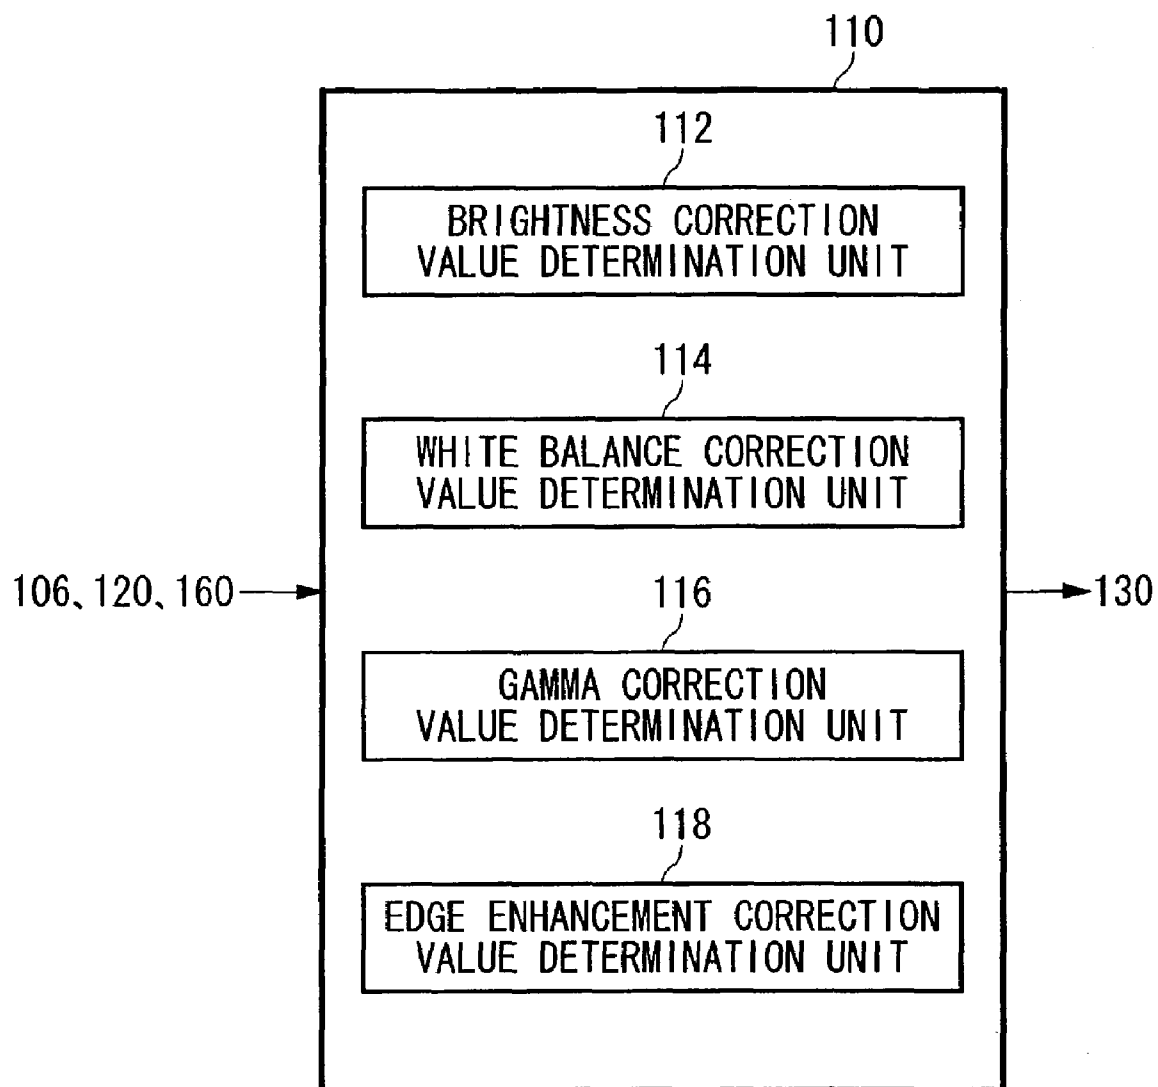 110
112
BRIGHTNESS CORRECTION
VALUE DETERMINATION UNIT
114
WHITE BALANCE CORRECTION
VALUE DETERMINATION UNIT
106、120、160
130
116
GAMMA CORRECTION
VALUE DETERMINATION UNIT
118
EDGE ENHANCEMENT CORRECTION
VALUE DETERMINATION UNIT